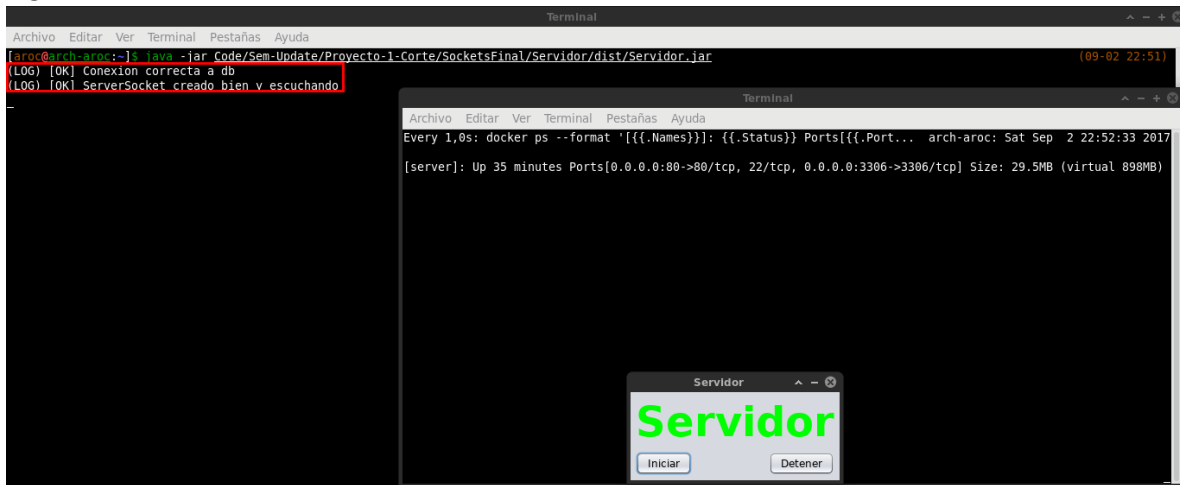 Terminal
Archivo Editar Ver Terminal Pestañas Ayuda
[aroc@arch-aroc:~]$ java -jar Code/Sem-Update/Proyecto-1-Corte/SocketsFinal/Servidor/dist/Servidor.jar (09-02 22:51)
(LOG) [OK] Conexion correcta a db
(LOG) [OK] ServerSocket creado bien y escuchando
Terminal
Archivo Editar Ver Terminal Pestañas Ayuda
Every 1,0s: docker ps --format '[{{.Names}}]: {{.Status}} Ports[{{.Port... arch-aroc: Sat Sep 2 22:52:33 2017
[server]: Up 35 minutes Ports[0.0.0.0:80->80/tcp, 22/tcp, 0.0.0.0:3306->3306/tcp] Size: 29.5MB (virtual 898MB)
Servidor
Servidor
Iniciar Detener